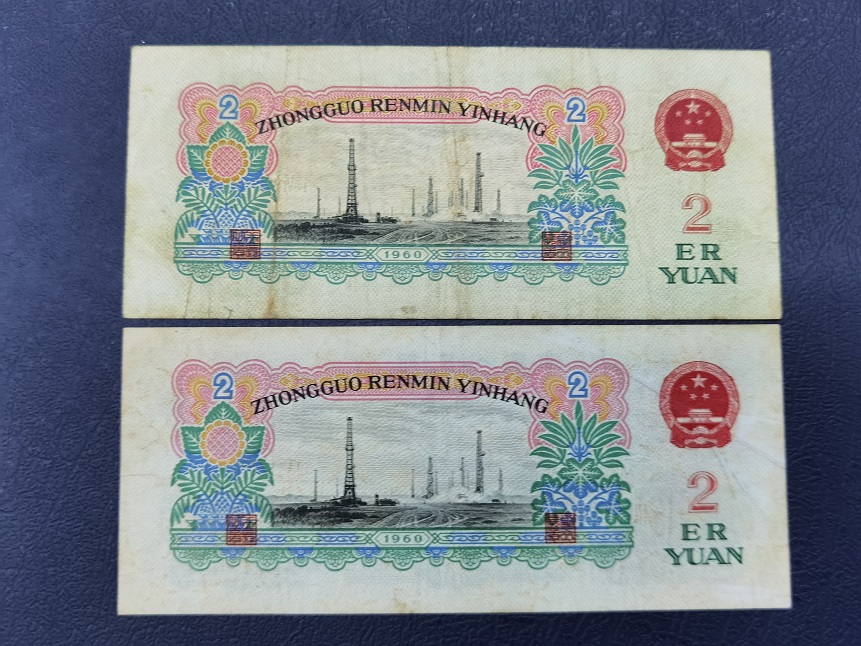 2 2
ZHONGGUO RENMIN YINHANG
1960
2
ER
YUAN
2 2
ZHONGGUO RENMIN YINHANG
1960
2
ER
YUAN